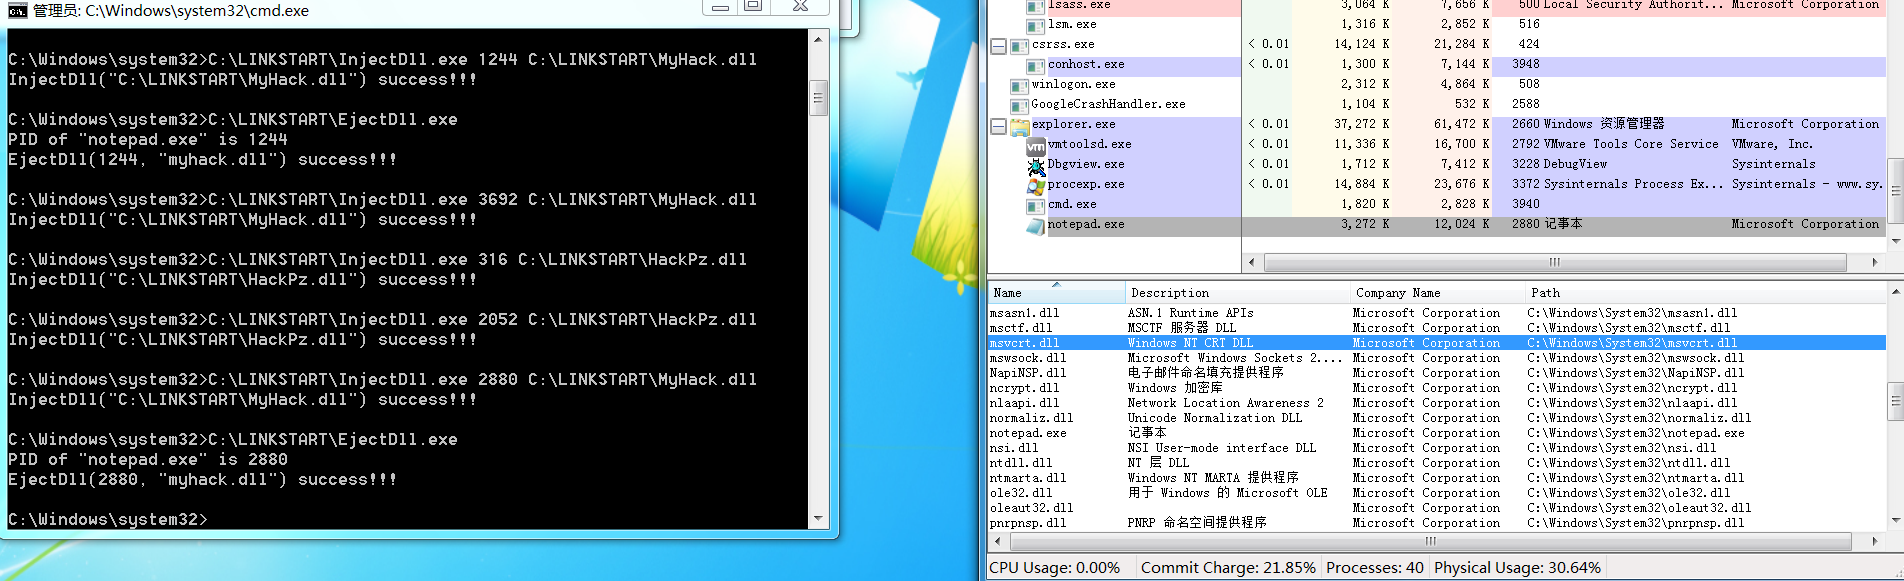 管理员: C:\Windows\system32\cmd.exe
C:\Windows\system32>C:\LINKSTART\InjectDll.exe 1244 C:\LINKSTART\MyHack.dll
InjectDll("C:\LINKSTART\MyHack.dll") success!!!
C:\Windows\system32>C:\LINKSTART\EjectDll.exe
PID of "notepad.exe" is 1244
EjectDll(1244, "myhack.dll") success!!!
C:\Windows\system32>C:\LINKSTART\InjectDll.exe 3692 C:\LINKSTART\MyHack.dll
InjectDll("C:\LINKSTART\MyHack.dll") success!!!
C:\Windows\system32>C:\LINKSTART\InjectDll.exe 316 C:\LINKSTART\HackPz.dll
InjectDll("C:\LINKSTART\HackPz.dll") success!!!
C:\Windows\system32>C:\LINKSTART\InjectDll.exe 2052 C:\LINKSTART\HackPz.dll
InjectDll("C:\LINKSTART\HackPz.dll") success!!!
C:\Windows\system32>C:\LINKSTART\InjectDll.exe 2880 C:\LINKSTART\MyHack.dll
InjectDll("C:\LINKSTART\MyHack.dll") success!!!
C:\Windows\system32>C:\LINKSTART\EjectDll.exe
PID of "notepad.exe" is 2880
EjectDll(2880, "myhack.dll") success!!!
C:\Windows\system32>
lsass.exe 3,064 K 7,656 K 500 Local Security Authorit... Microsoft Corporation
lsm.exe 1,316 K 2,852 K 516
csrss.exe < 0.01 14,124 K 21,284 K 424
conhost.exe < 0.01 1,300 K 7,144 K 3948
winlogon.exe 2,312 K 4,864 K 508
GoogleCrashHandler.exe 1,104 K 532 K 2588
explorer.exe < 0.01 37,272 K 61,472 K 2660 Windows 资源管理器 Microsoft Corporation
vm vmtoolsd.exe < 0.01 11,336 K 16,700 K 2792 VMware Tools Core Service VMware, Inc.
Dbgview.exe < 0.01 1,712 K 7,412 K 3228 DebugView Sysinternals
procexp.exe < 0.01 14,884 K 23,676 K 3372 Sysinternals Process Ex... Sysinternals - www.sy...
cmd.exe 1,820 K 2,828 K 3940
notepad.exe 3,272 K 12,024 K 2880 记事本 Microsoft Corporation
Name Description Company Name Path
msasn1.dll ASN.1 Runtime APIs Microsoft Corporation C:\Windows\System32\msasn1.dll
msctf.dll MSCTF 服务器 DLL Microsoft Corporation C:\Windows\System32\msctf.dll
msvcrt.dll Windows NT CRT DLL Microsoft Corporation C:\Windows\System32\msvcrt.dll
mswsock.dll Microsoft Windows Sockets 2.... Microsoft Corporation C:\Windows\System32\mswsock.dll
NapiNSP.dll 电子邮件命名填充提供程序 Microsoft Corporation C:\Windows\System32\NapiNSP.dll
ncrypt.dll Windows 加密库 Microsoft Corporation C:\Windows\System32\ncrypt.dll
nlaapi.dll Network Location Awareness 2 Microsoft Corporation C:\Windows\System32\nlaapi.dll
normaliz.dll Unicode Normalization DLL Microsoft Corporation C:\Windows\System32\normaliz.dll
notepad.exe 记事本 Microsoft Corporation C:\Windows\System32\notepad.exe
nsi.dll NSI User-mode interface DLL Microsoft Corporation C:\Windows\System32\nsi.dll
ntdll.dll NT 层 DLL Microsoft Corporation C:\Windows\System32\ntdll.dll
ntmarta.dll Windows NT MARTA 提供程序 Microsoft Corporation C:\Windows\System32\ntmarta.dll
ole32.dll 用于 Windows 的 Microsoft OLE Microsoft Corporation C:\Windows\System32\ole32.dll
oleaut32.dll Microsoft Corporation C:\Windows\System32\oleaut32.dll
pnrpnsp.dll PNRP 命名空间提供程序 Microsoft Corporation C:\Windows\System32\pnrpnsp.dll
CPU Usage: 0.00% Commit Charge: 21.85% Processes: 40 Physical Usage: 30.64%